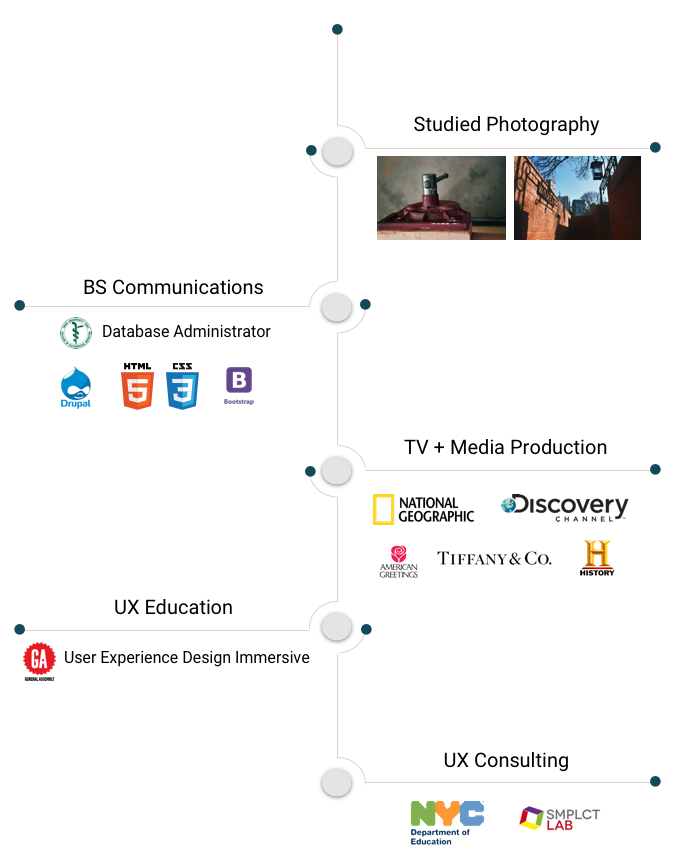 Studied Photography
BS Communications
Database Administrator
HTML
CSS
5
3
B
Drupal
Bootstrap
TV + Media Production
NATIONAL
GEOGRAPHIC
Discovery
CHANNEL
AMERICAN
GREETINGS
TIFFANY & CO.
H
HISTORY
UX Education
GA
GENERAL ASSEMBLY
User Experience Design Immersive
UX Consulting
NYC
Department of
Education
SMPLCT
LAB